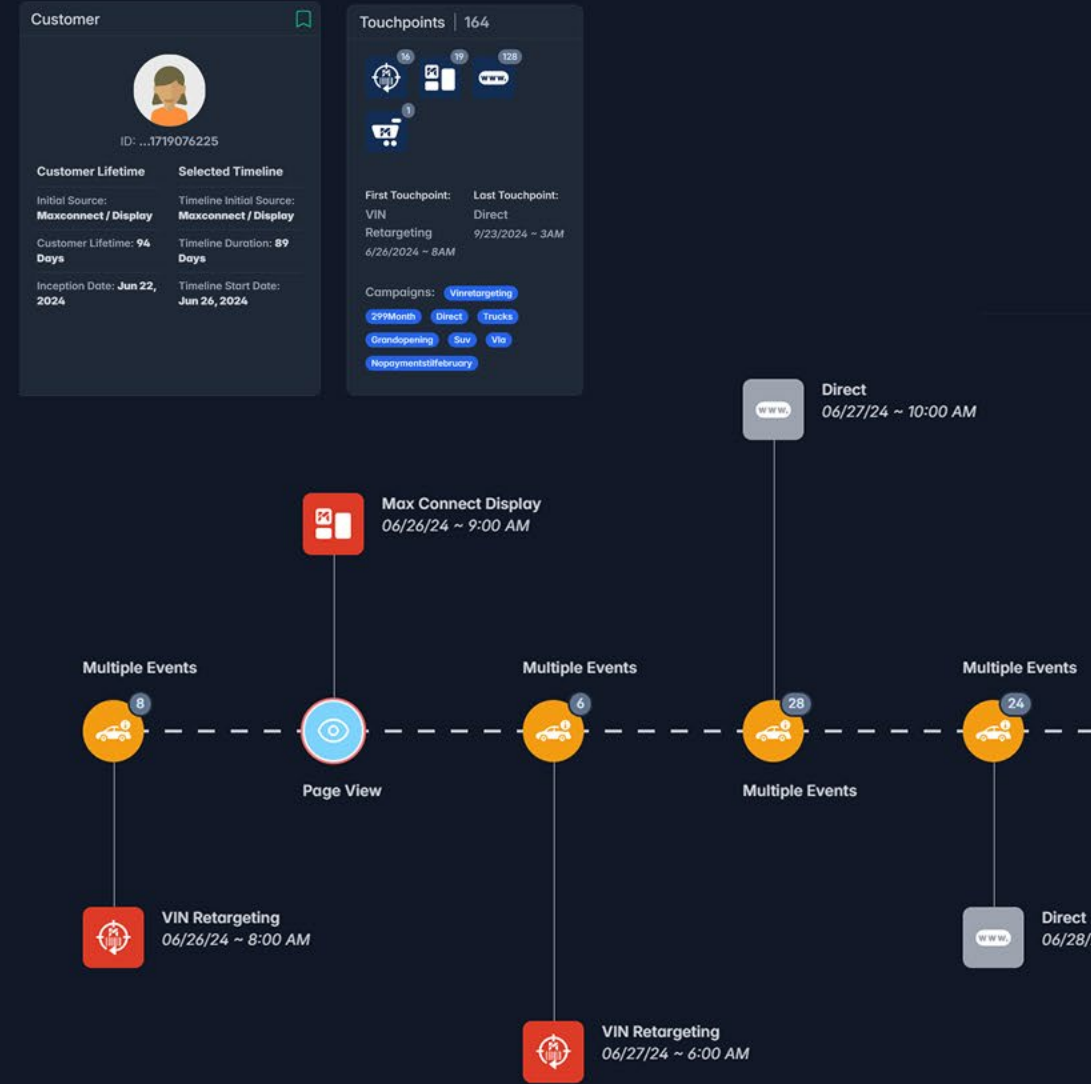 Customer
ID: ...1719076225
Customer Lifetime
Initial Source:
Maxconnect / Display
Customer Lifetime: 94
Days
Inception Date: Jun 22,
2024
Selected Timeline
Timeline Initial Source:
Maxconnect / Display
Timeline Duration: 89
Days
Timeline Start Date:
Jun 26, 2024
Touchpoints | 164
16
19
www.
128
1
First Touchpoint:
VIN
Retargeting
6/26/2024 ~ 8AM
Last Touchpoint:
Direct
9/23/2024 ~ 3AM
Campaigns: Vinretargeting
299Month Direct Trucks
Grandopening Suv Vla
Nopaymentstilfebruary
www.
Direct
06/27/24 ~ 10:00 AM
Max Connect Display
06/26/24 ~ 9:00 AM
Multiple Events
8
Page View
Multiple Events
6
28
Multiple Events
Multiple Events
24
VIN Retargeting
06/26/24 ~ 8:00 AM
www.
Direct
06/28/
VIN Retargeting
06/27/24 ~ 6:00 AM